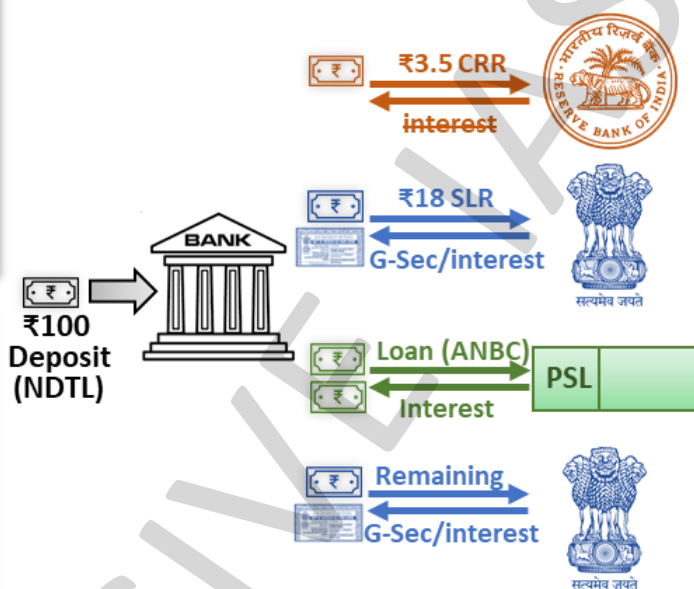 ₹3.5 CRR
interest
भारतीय रिज़र्व बैंक
RESERVE BANK OF INDIA
₹18 SLR
G-Sec/interest
सत्यमेव जयते
BANK
₹
₹100
Deposit
(NDTL)
Loan (ANBC)
Interest
PSL
Remaining
G-Sec/interest
सत्यमेव जयते